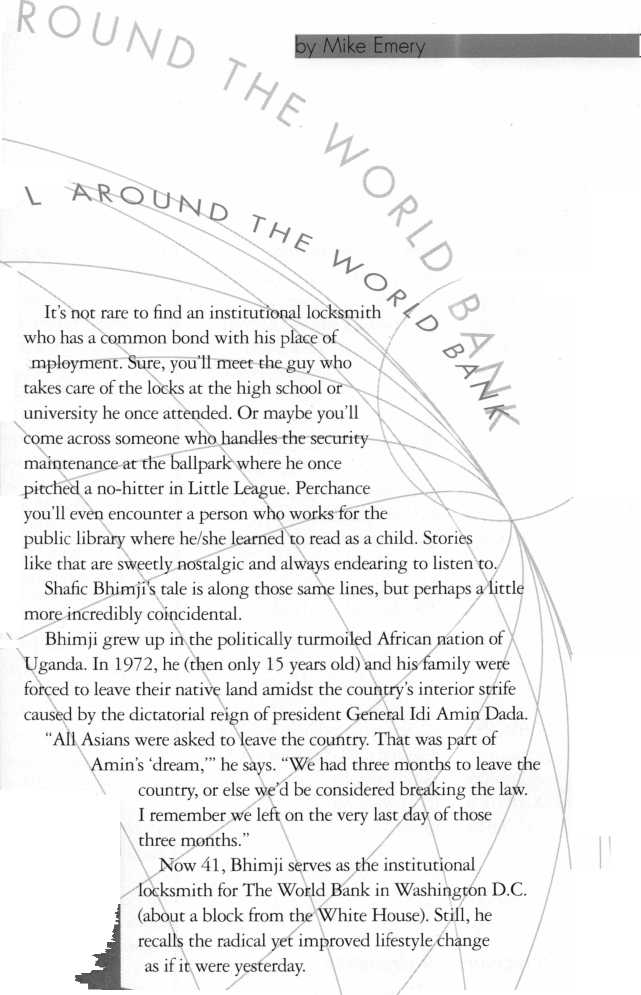 ROUND THE WORLD BANK
by Mike Emery
L AROUND THE WORLD BANK
It's not rare to find an institutional locksmith
who has a common bond with his place of
mployment. Sure, you'll meet the guy who
takes care of the locks at the high school or
university he once attended. Or maybe you'll
come across someone who handles the security
maintenance at the ballpark where he once
pitched a no-hitter in Little League. Perchance
you'll even encounter a person who works for the
public library where he/she learned to read as a child. Stories
like that are sweetly nostalgic and always endearing to listen to.
Shafic Bhimji's tale is along those same lines, but perhaps a little
more incredibly coincidental.
Bhimji grew up in the politically turmoiled African nation of
Uganda. In 1972, he (then only 15 years old) and his family were
forced to leave their native land amidst the country's interior strife
caused by the dictatorial reign of president General Idi Amin Dada.
"All Asians were asked to leave the country. That was part of
Amin's 'dream,'" he says. "We had three months to leave the
country, or else we'd be considered breaking the law.
I remember we left on the very last day of those
three months."
Now 41, Bhimji serves as the institutional
locksmith for The World Bank in Washington D.C.
(about a block from the White House). Still, he
recalls the radical yet improved lifestyle change
as if it were yesterday.